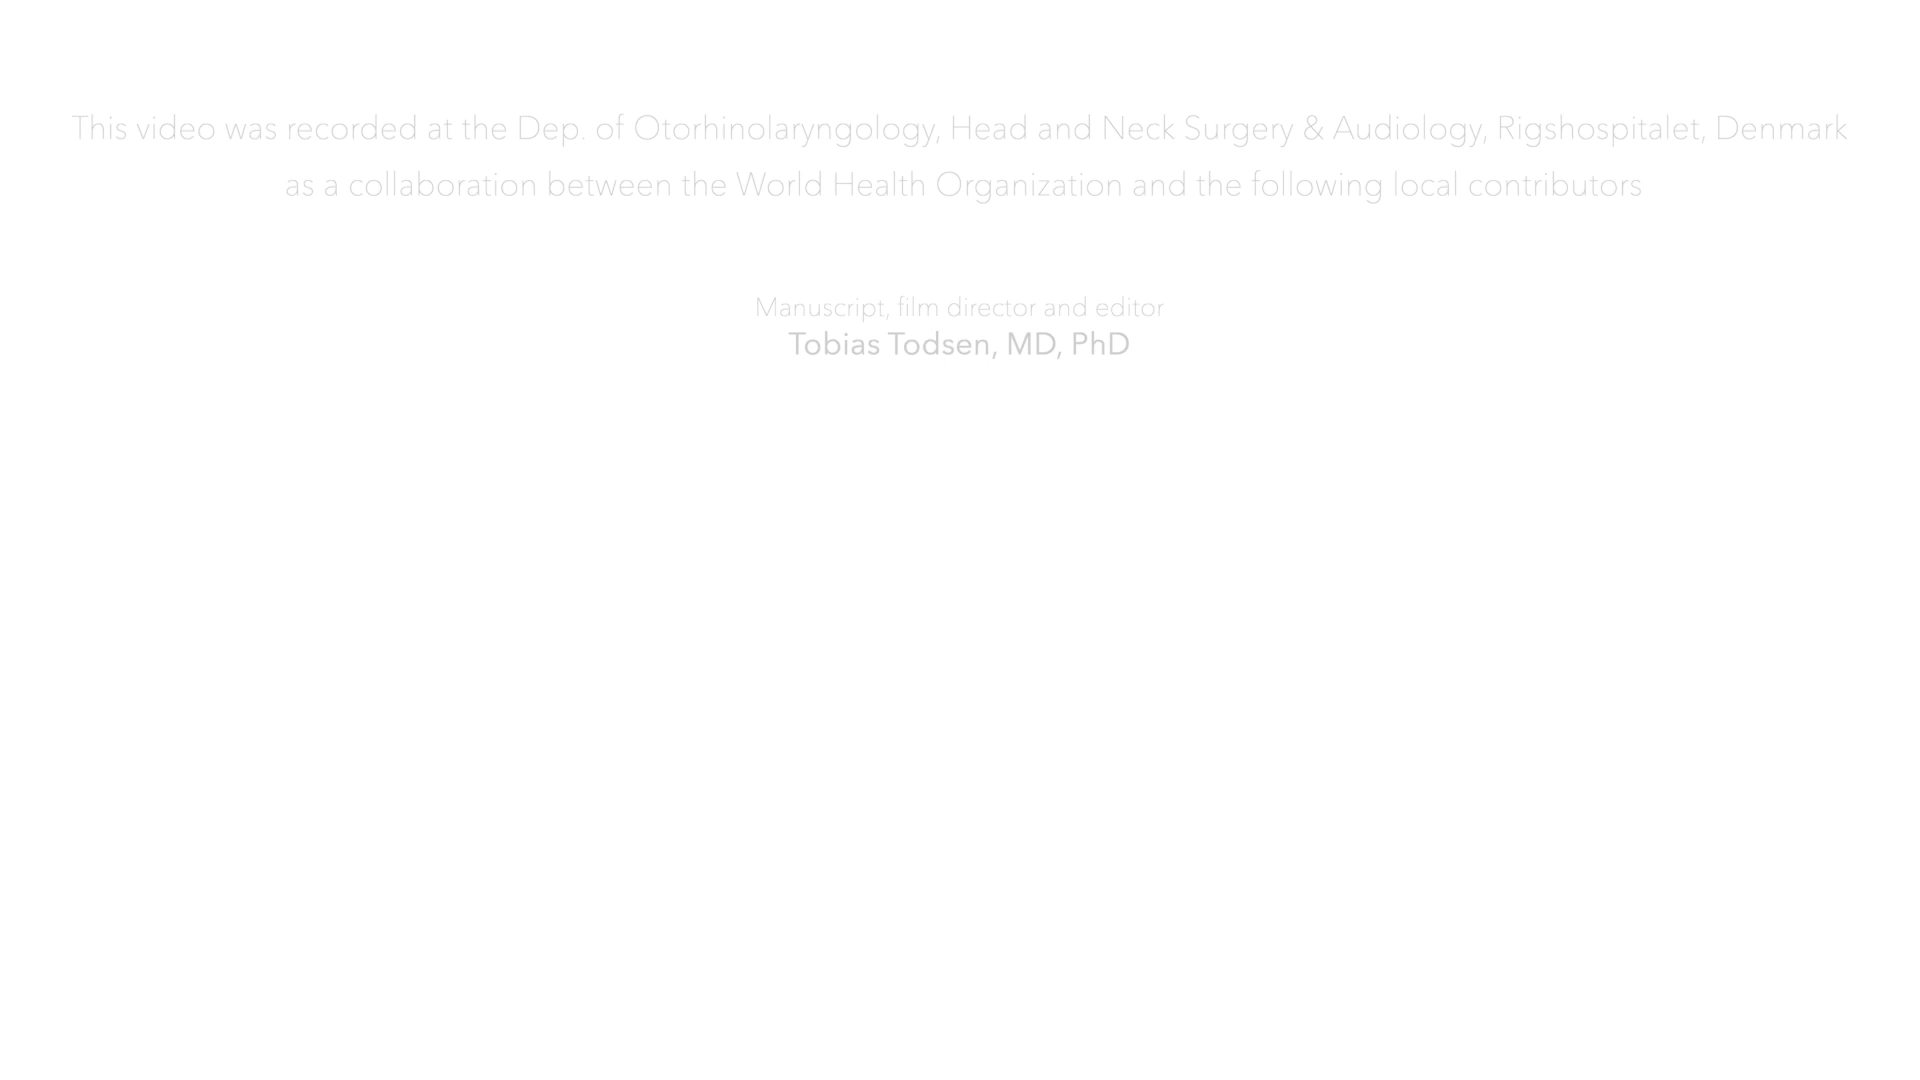 This video was recorded at the Dep. of Otorhinolaryngology, Head and Neck Surgery & Audiology, Rigshospitalet, Denmark
as a collaboration between the World Health Organization and the following local contributors
Manuscript, film director and editor
Tobias Todsen, MD, PhD